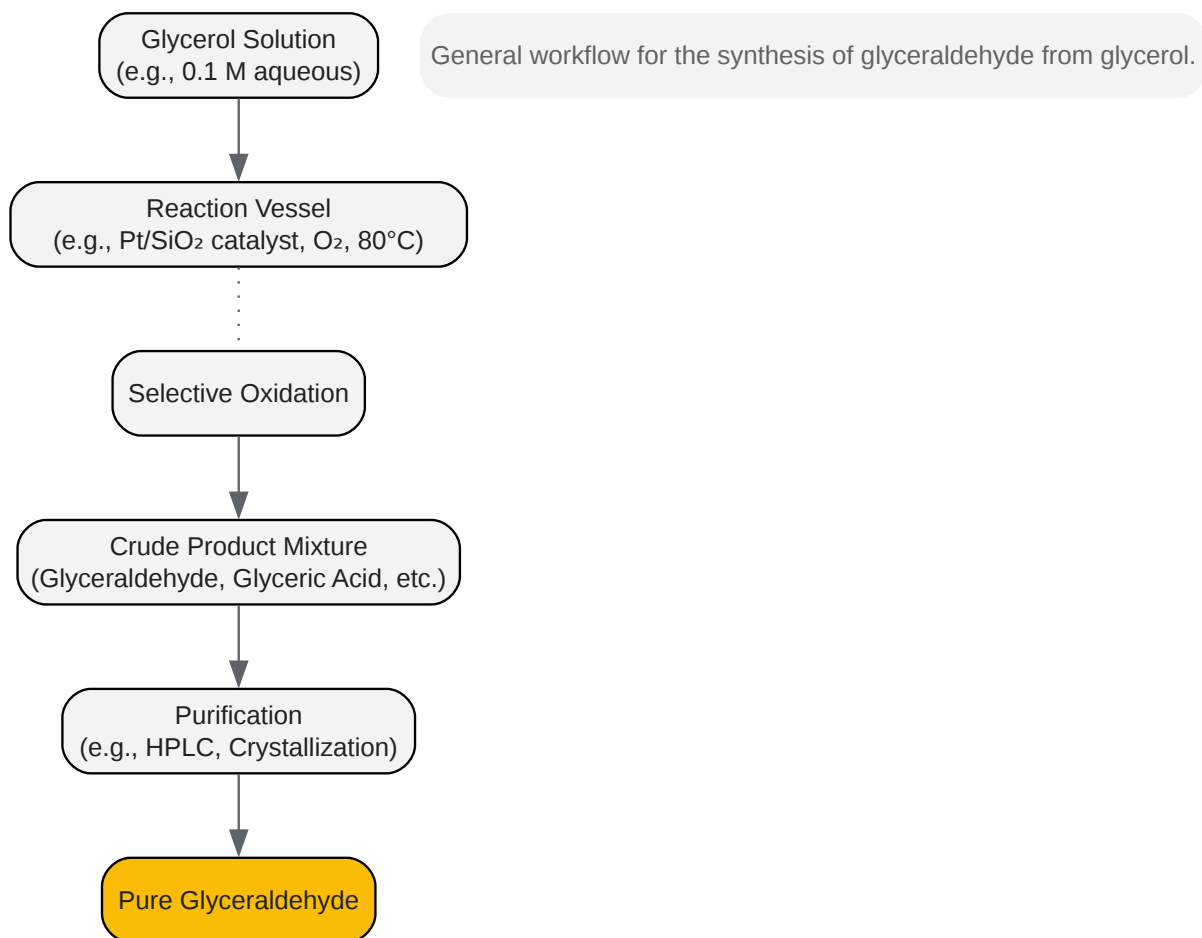 Glycerol Solution
(e.g., 0.1 M aqueous)
General workflow for the synthesis of glyceraldehyde from glycerol.
Reaction Vessel
(e.g., Pt/SiO₂ catalyst, O₂, 80°C)
Selective Oxidation
Crude Product Mixture
(Glyceraldehyde, Glyceric Acid, etc.)
Purification
(e.g., HPLC, Crystallization)
Pure Glyceraldehyde